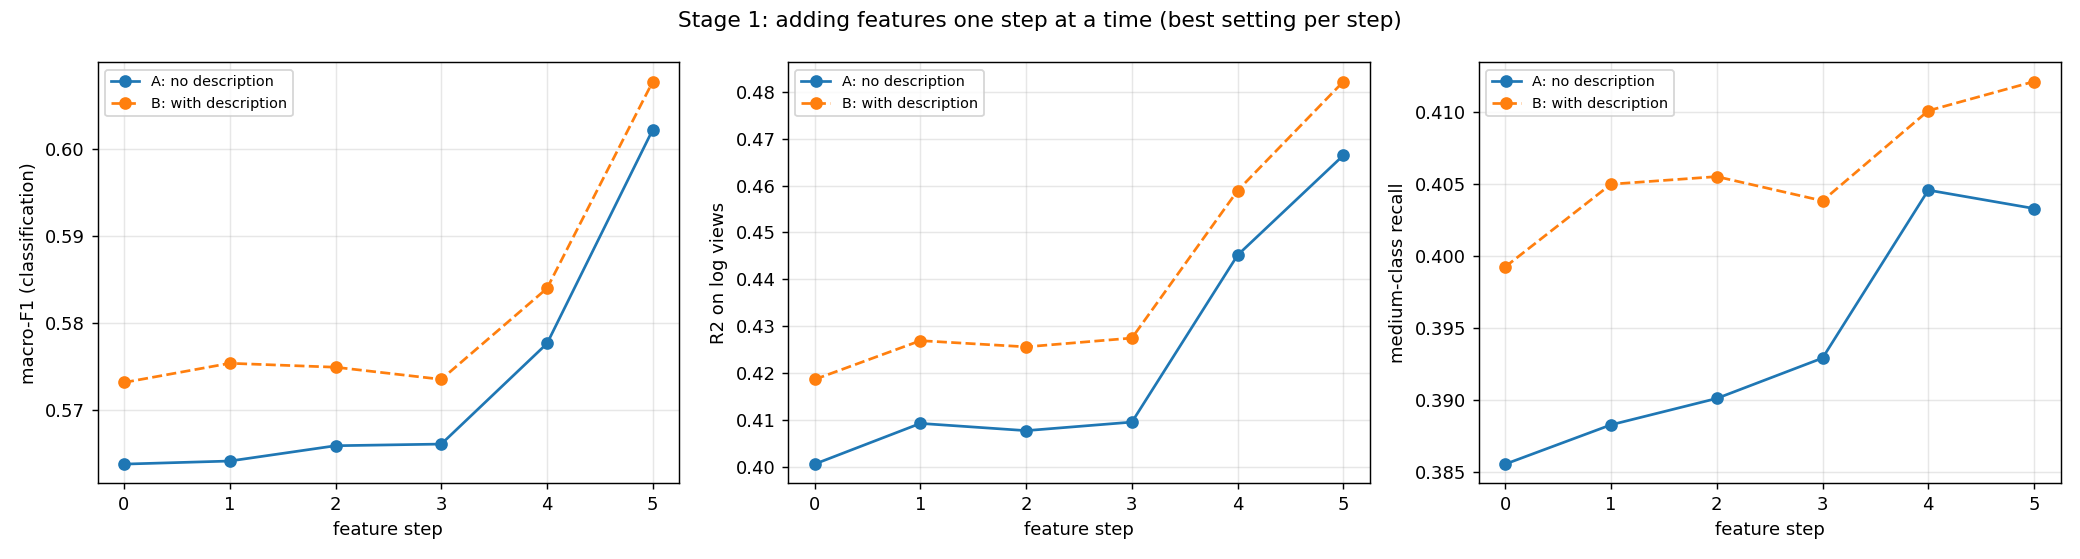 Stage 1: adding features one step at a time (best setting per step)
A: no description
B: with description
macro-F1 (classification)
0.60
0.59
0.58
0.57
0 1 2 3 4 5
feature step
A: no description
B: with description
R2 on log views
0.48
0.47
0.46
0.45
0.44
0.43
0.42
0.41
0.40
0 1 2 3 4 5
feature step
A: no description
B: with description
medium-class recall
0.410
0.405
0.400
0.395
0.390
0.385
0 1 2 3 4 5
feature step